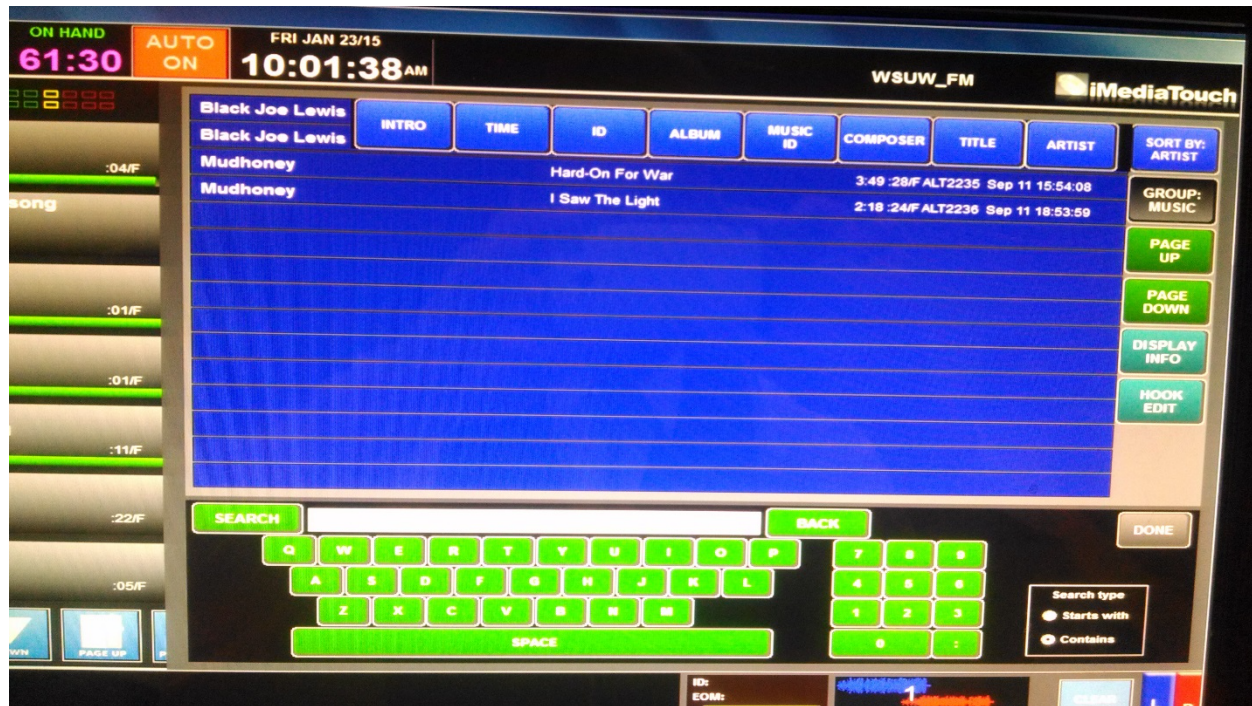 ON HAND
61:30
AUTO
ON
FRI JAN 23/15
10:01:38 AM
WSUW_FM
iMediaTouch
Black Joe Lewis
Black Joe Lewis
INTRO
TIME
ID
ALBUM
MUSIC
ID
COMPOSER
TITLE
ARTIST
SORT BY:
ARTIST
Mudhoney Hard-On For War 3:49 :28/F ALT2235 Sep 11 15:54:08
Mudhoney I Saw The Light 2:18 :24/F ALT2236 Sep 11 18:53:59
GROUP:
MUSIC
PAGE
UP
PAGE
DOWN
DISPLAY
INFO
HOOK
EDIT
:04/F
song
:01/F
:01/F
:11/F
:22/F
:05/F
SEARCH
BACK
DONE
Q W E R T Y U I O P 7 8 9
A S D F G H J K L 4 5 6
Z X C V B N M 1 2 3
SPACE 0 :
Search type
Starts with
Contains
WN
PAGE UP
P
ID:
EOM:
1
CLEAR